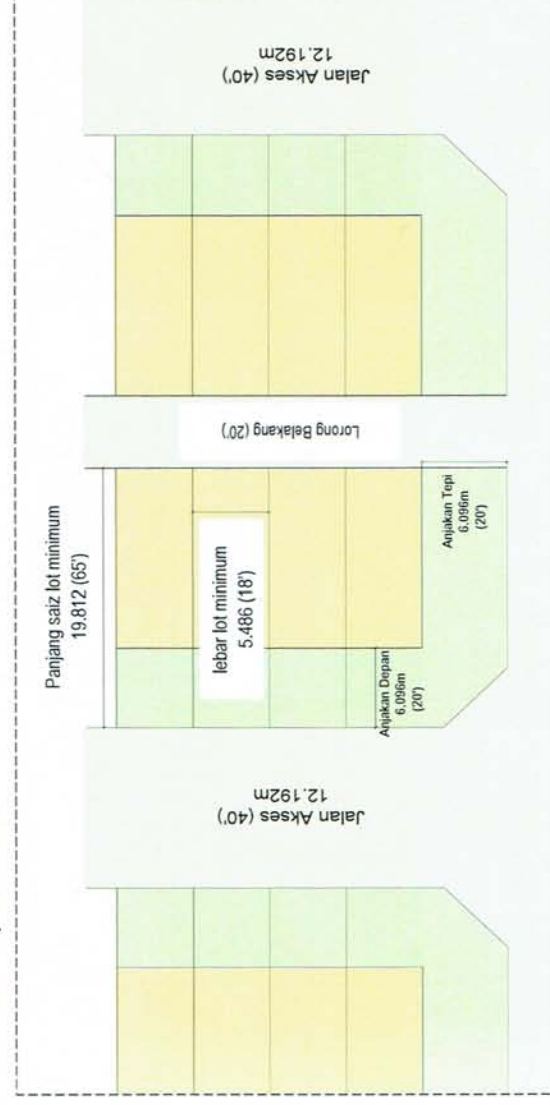 Panjang saiz lot minimum
19.812 (65')
lebar lot minimum
5.486 (18')
Anjakan Depan
6.096m
(20')
Anjakan Tepi
6.096m
(20')
Lorong Belakang (20')
Jalan Akses (40')
12.192m
Jalan Akses (40')
12.192m